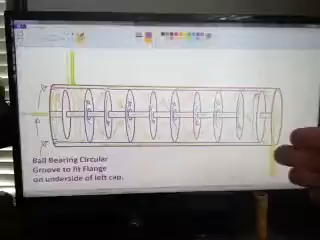 Ball Bearing Circular
Groove to fit Flange
on underside of left cap.